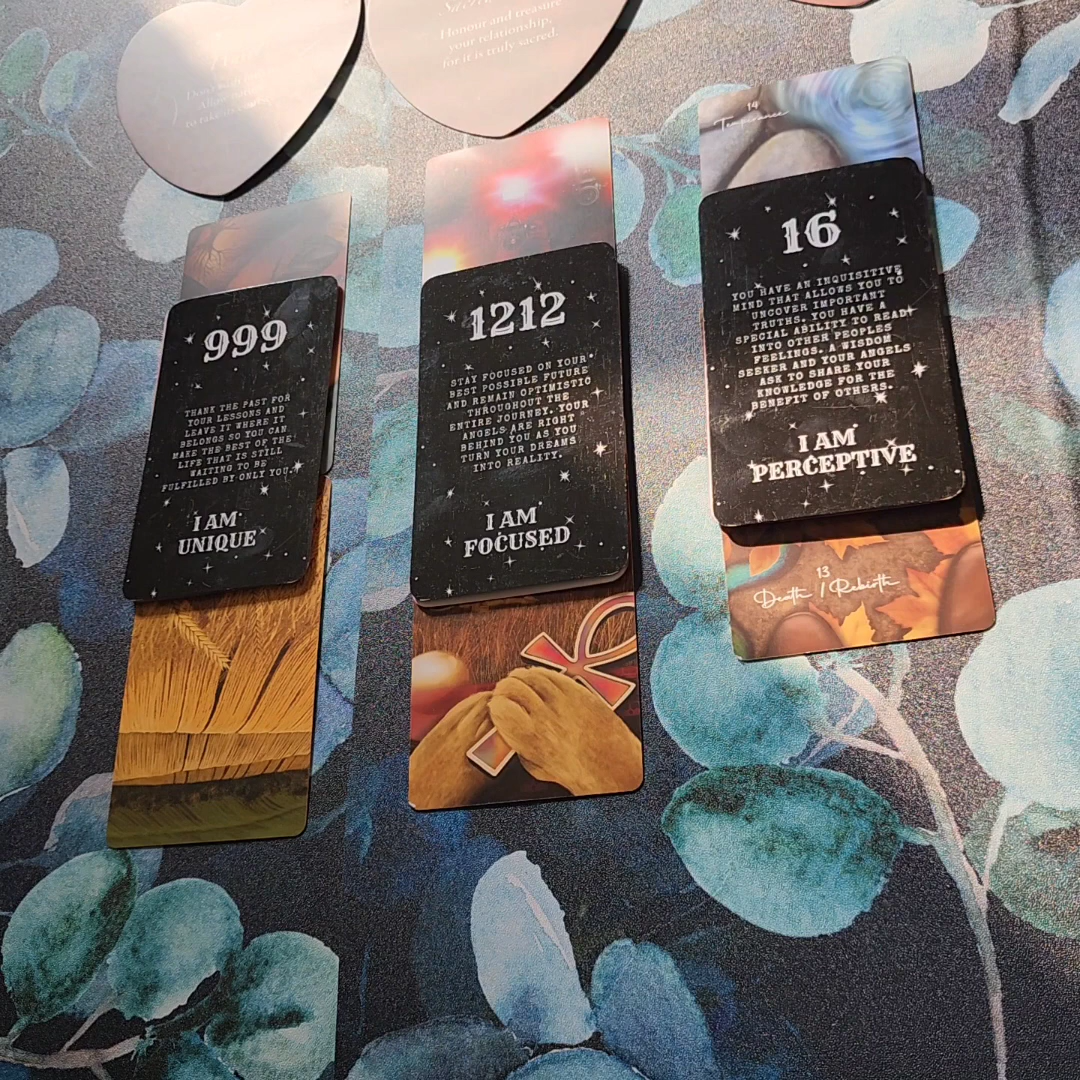 Honour and treasure
your relationship,
for it is truly sacred.
14
Temperance
5
999
THANK THE PAST FOR
YOUR LESSONS AND
LEAVE IT WHERE IT
BELONGS SO YOU CAN
MAKE THE BEST OF THE
LIFE THAT IS STILL
WAITING TO BE
FULFILLED BY ONLY YOU.
I AM
UNIQUE
1212
STAY FOCUSED ON YOUR
BEST POSSIBLE FUTURE
AND REMAIN OPTIMISTIC
THROUGHOUT THE
ENTIRE JOURNEY. YOUR
ANGELS ARE RIGHT
BEHIND YOU AS YOU
TURN YOUR DREAMS
INTO REALITY.
I AM
FOCUSED
16
YOU HAVE AN INQUISITIVE
MIND THAT ALLOWS YOU TO
UNCOVER IMPORTANT
TRUTHS. YOU HAVE A
SPECIAL ABILITY TO READ
INTO OTHER PEOPLES
FEELINGS. A WISDOM
SEEKER AND YOUR ANGELS
ASK TO SHARE YOUR
KNOWLEDGE FOR THE
BENEFIT OF OTHERS.
I AM
PERCEPTIVE
13
Death / Rebirth